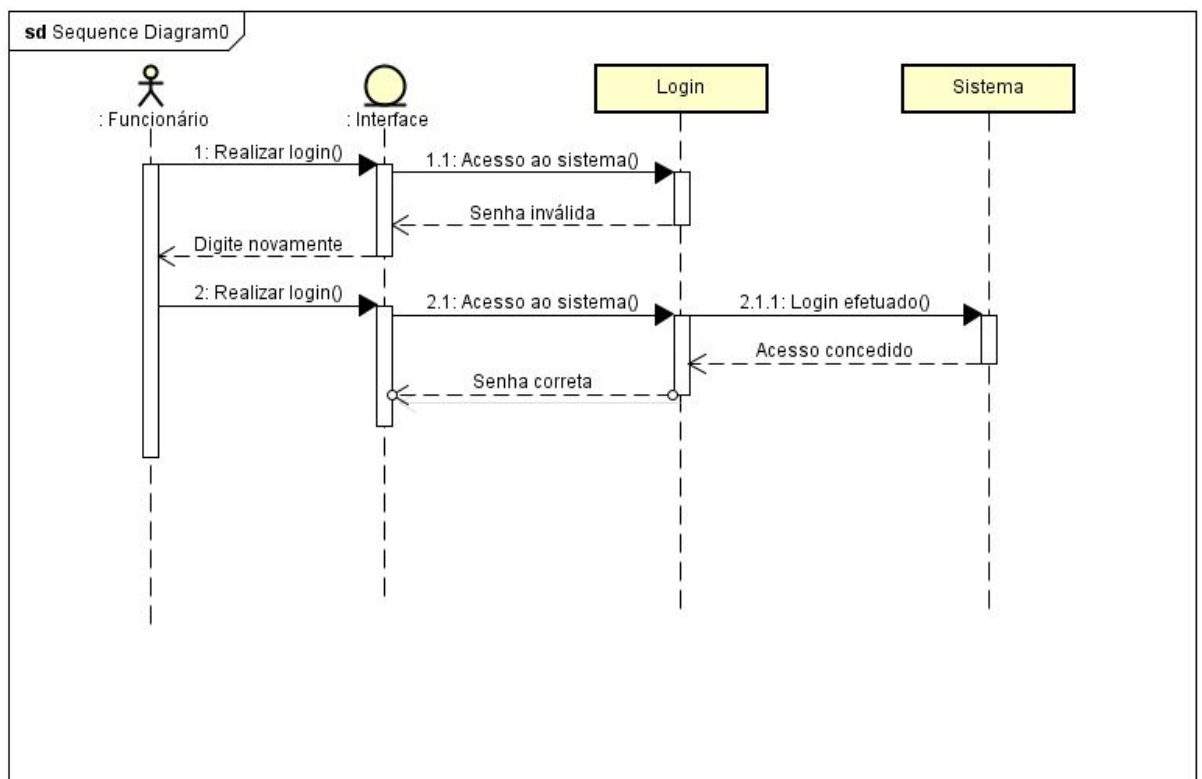 sd Sequence Diagram0
: Funcionário
: Interface
Login
Sistema
1: Realizar login()
1.1: Acesso ao sistema()
Senha inválida
Digite novamente
2: Realizar login()
2.1: Acesso ao sistema()
2.1.1: Login efetuado()
Acesso concedido
Senha correta